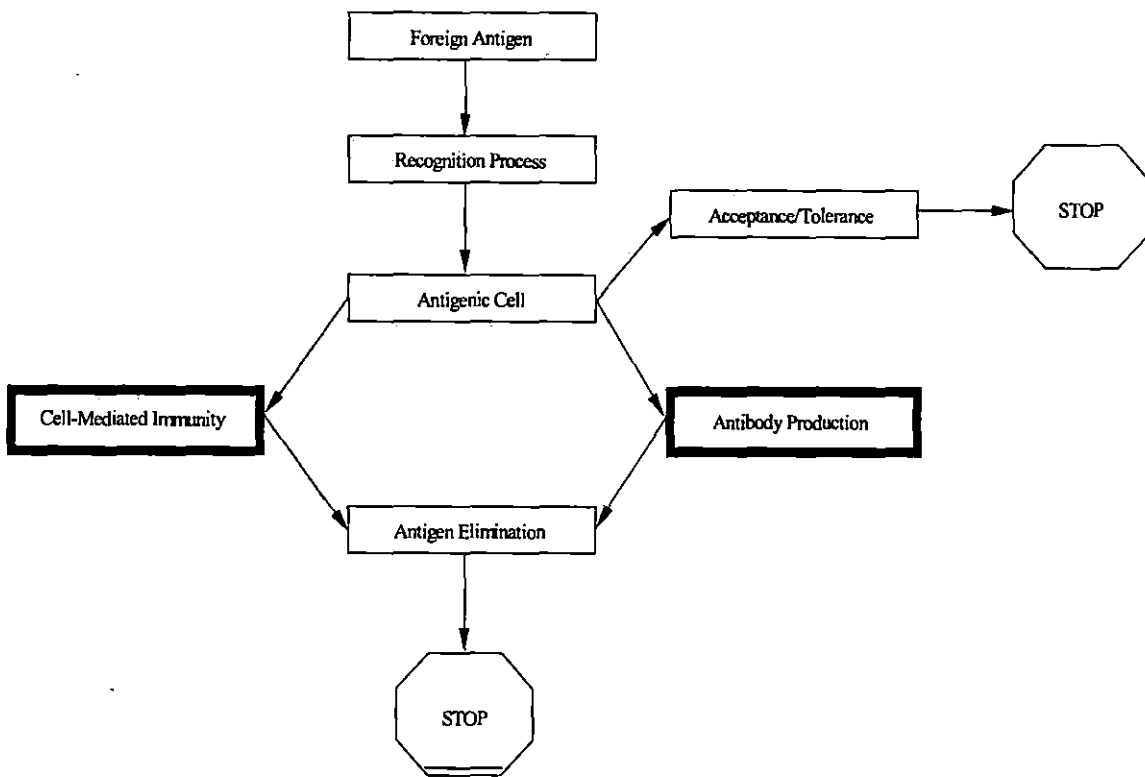 Foreign Antigen
Recognition Process
Acceptance/Tolerance
STOP
Antigenic Cell
Cell-Mediated Immunity
Antibody Production
Antigen Elimination
STOP